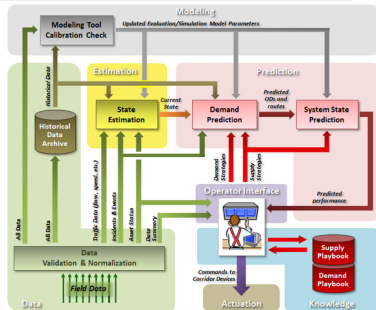 Modeling
Modeling Tool
Calibration Check
Updated Evaluation/Simulation Model Parameters
Historical Data
Estimation
Prediction
State
Estimation
Current
State
Demand
Prediction
Predicted
ODs and
routes
System State
Prediction
Historical
Data
Archive
All Data
All Data
Traffic Data (flow, speed, etc.)
Incidents & Events
Asset Status
Data
Summary
Demand
Strategies
Supply
Strategies
Operator Interface
Predicted
performance
Data
Validation & Normalization
Field Data
Data
Commands to
Corridor Devices
Actuation
Supply
Playbook
Demand
Playbook
Knowledge